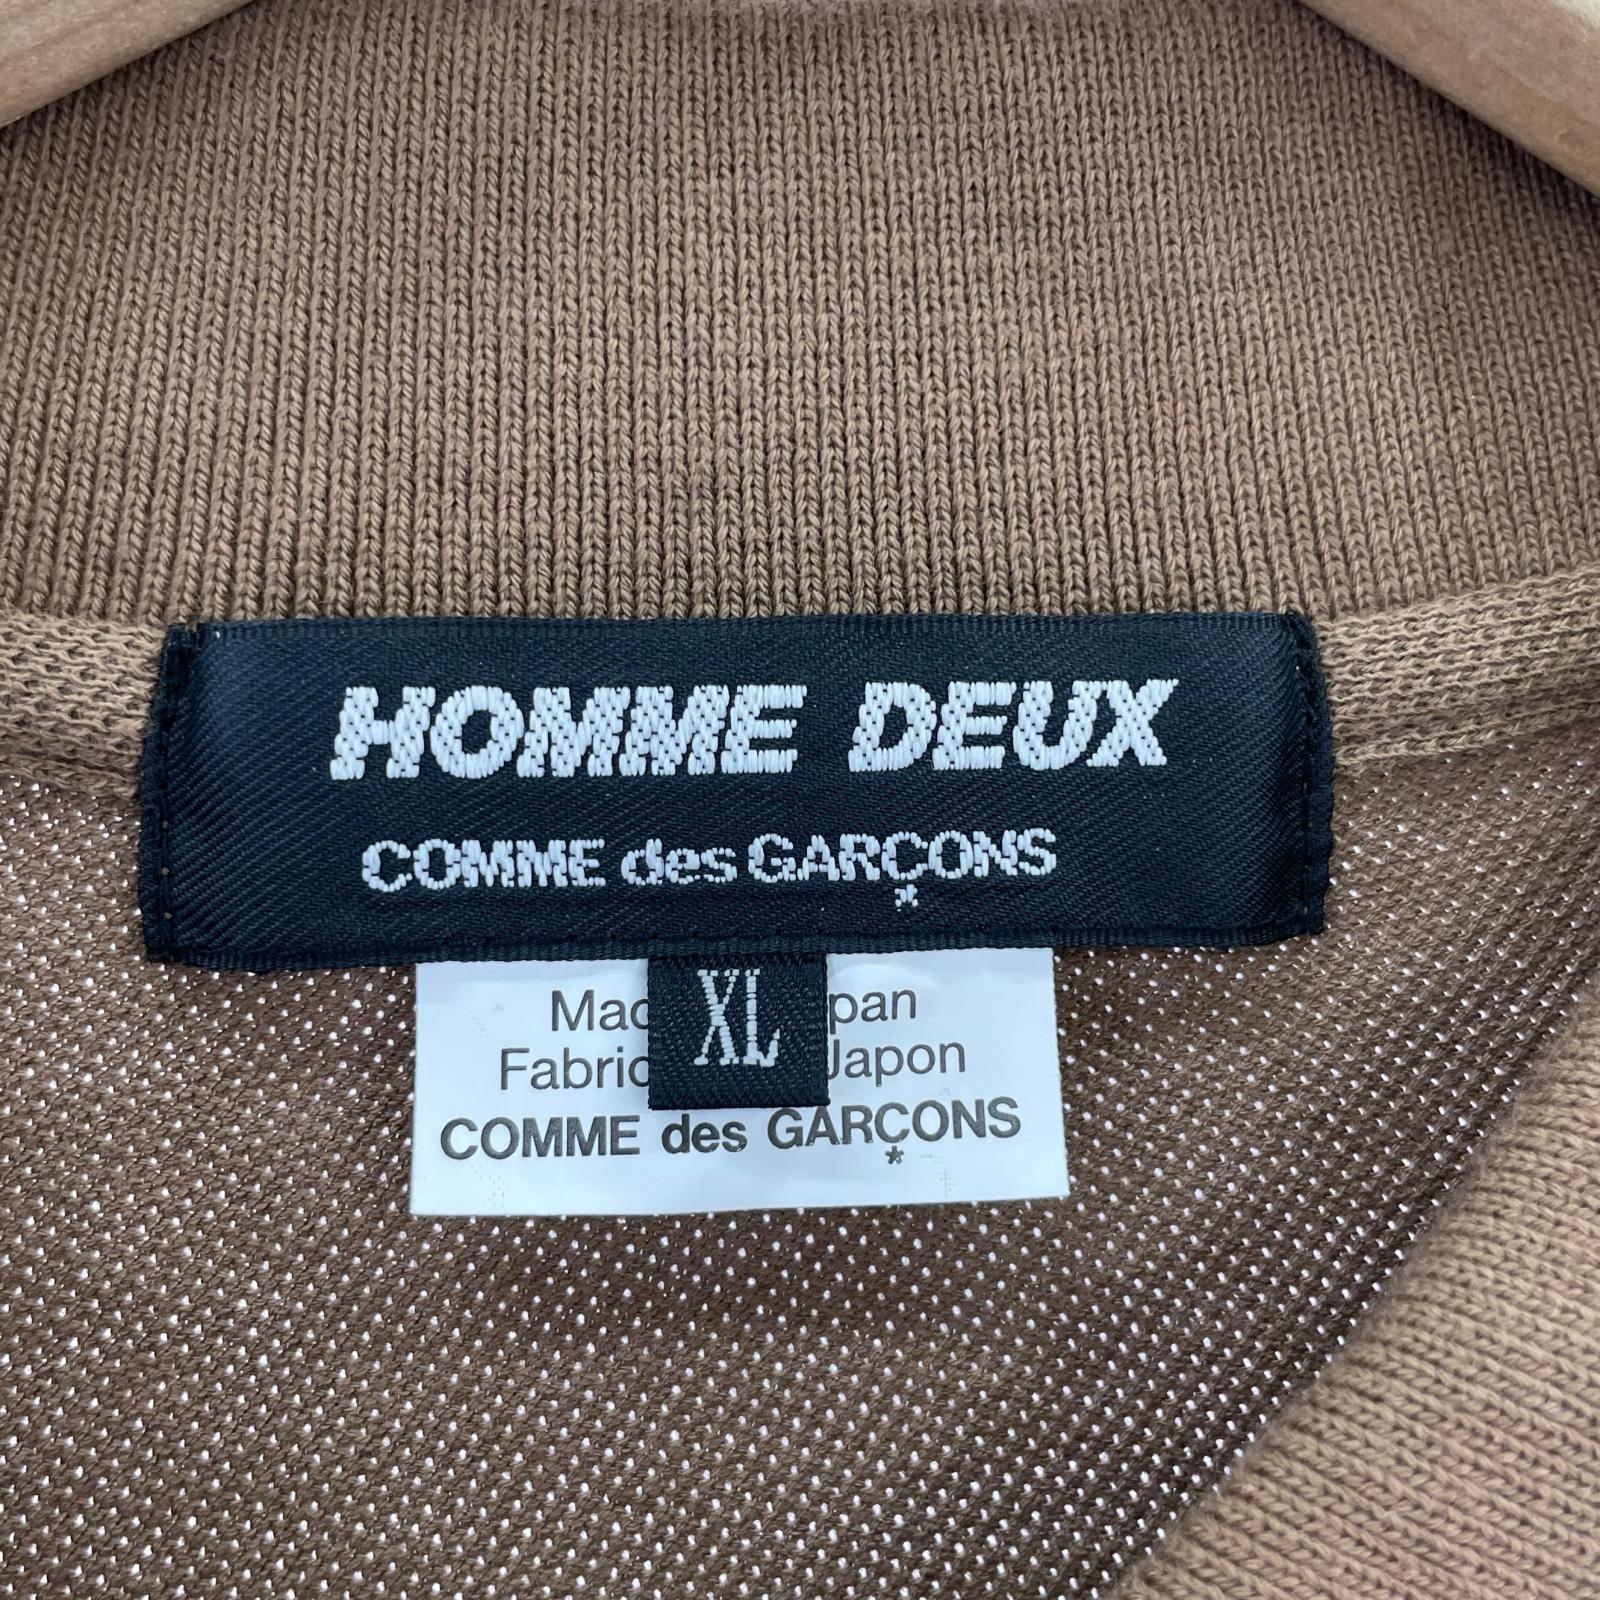 HOMME DEUX
COMME des GARÇONS
*
XL
Mac pan
Fabric Japon
COMME des GARÇONS
*